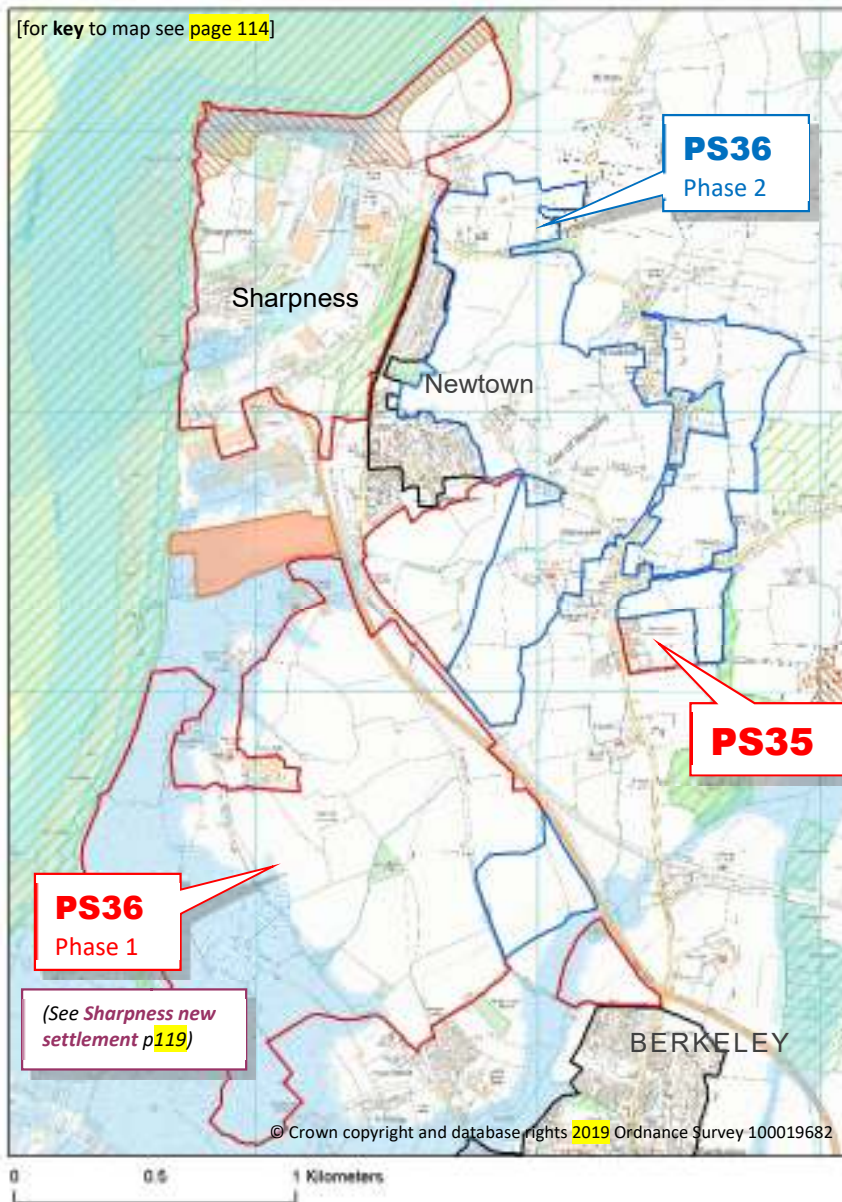 [for key to map see page 114]
PS36
Phase 2
Sharpness
Newtown
PS35
PS36
Phase 1
(See Sharpness new
settlement p119)
BERKELEY
© Crown copyright and database rights 2019 Ordnance Survey 100019682
0 0.5 1 Kilometers